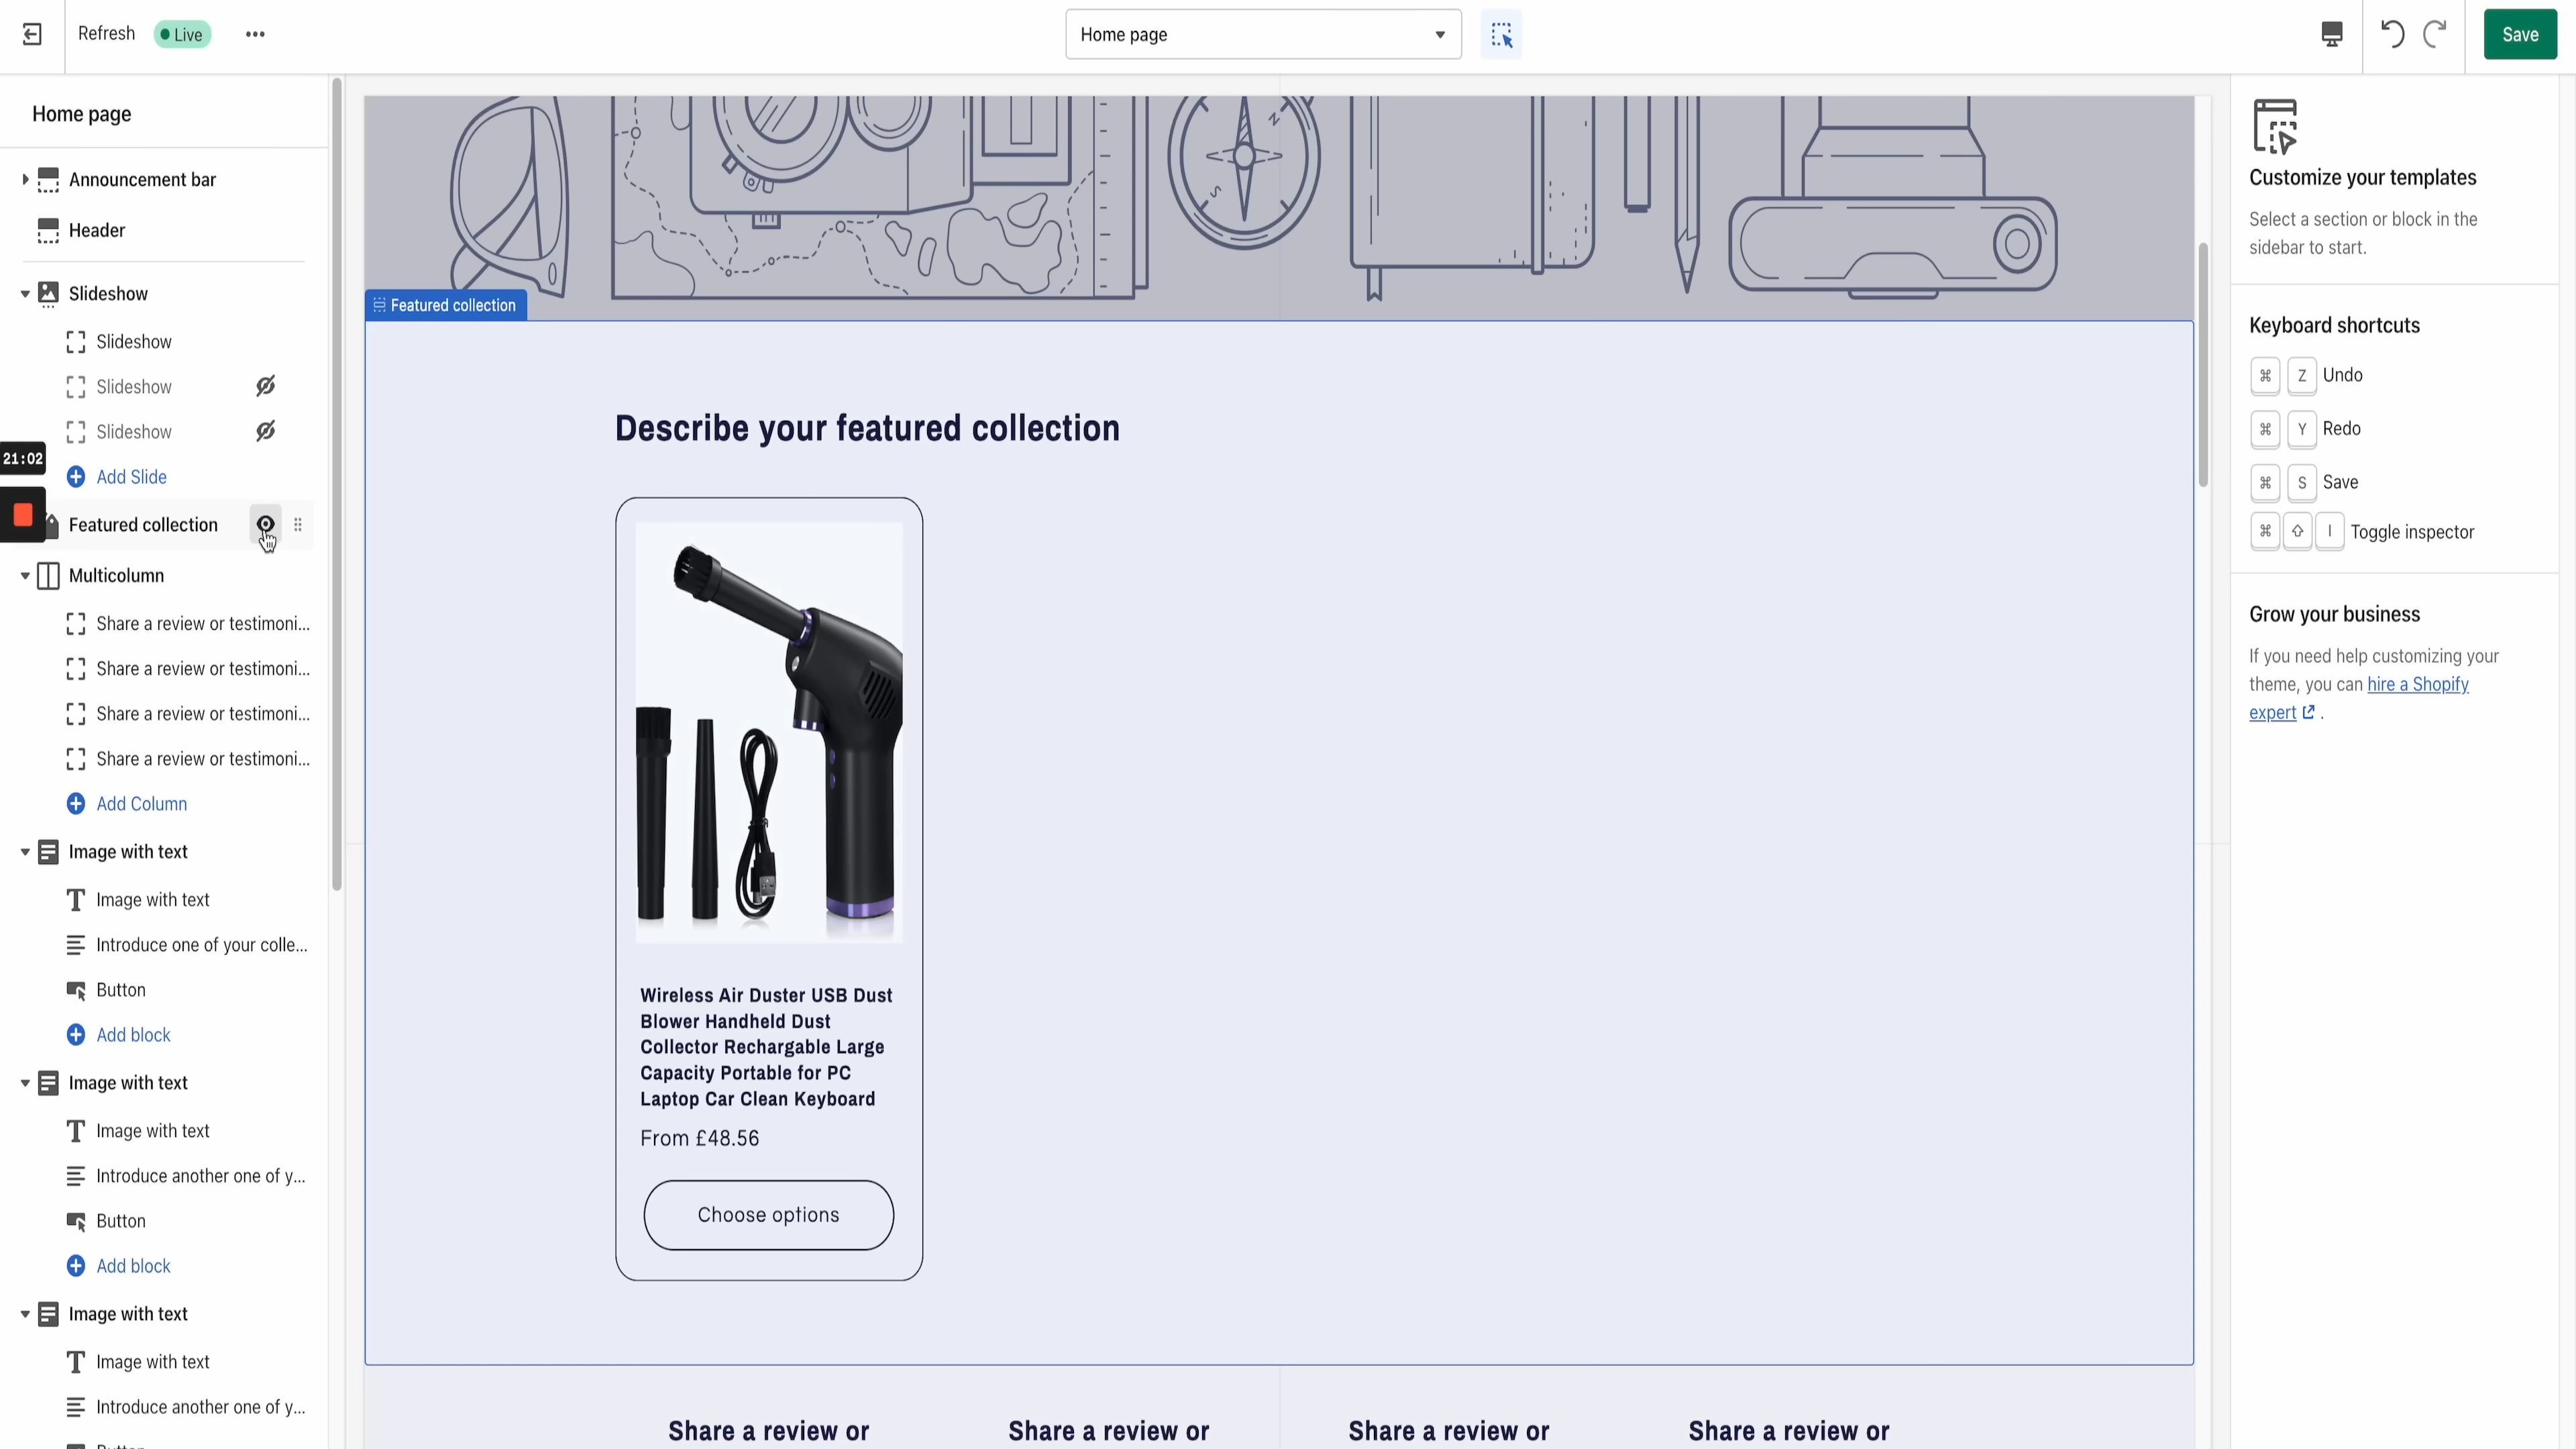 Refresh
Live
Home page
Save
Home page
Announcement bar
Header
Slideshow
Slideshow
Slideshow
Slideshow
Add Slide
21:02
Featured collection
Multicolumn
Share a review or testimoni...
Share a review or testimoni...
Share a review or testimoni...
Share a review or testimoni...
Add Column
Image with text
Image with text
Introduce one of your colle...
Button
Add block
Image with text
Image with text
Introduce another one of y...
Button
Add block
Image with text
Image with text
Introduce another one of y...
N
S
Featured collection
Describe your featured collection
Wireless Air Duster USB Dust
Blower Handheld Dust
Collector Rechargable Large
Capacity Portable for PC
Laptop Car Clean Keyboard
From £48.56
Choose options
Share a review or
Share a review or
Share a review or
Share a review or
Customize your templates
Select a section or block in the
sidebar to start.
Keyboard shortcuts
⌘ Z Undo
⌘ Y Redo
⌘ S Save
⌘ ⇧ I Toggle inspector
Grow your business
If you need help customizing your
theme, you can hire a Shopify
expert .